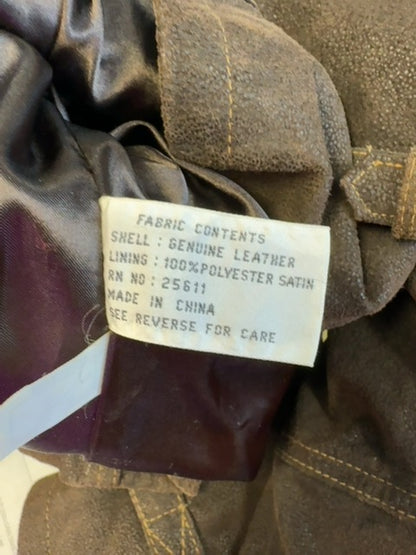 FABRIC CONTENTS
SHELL : GENUINE LEATHER
LINING : 100%POLYESTER SATIN
RN NO : 25611
MADE IN CHINA
SEE REVERSE FOR CARE